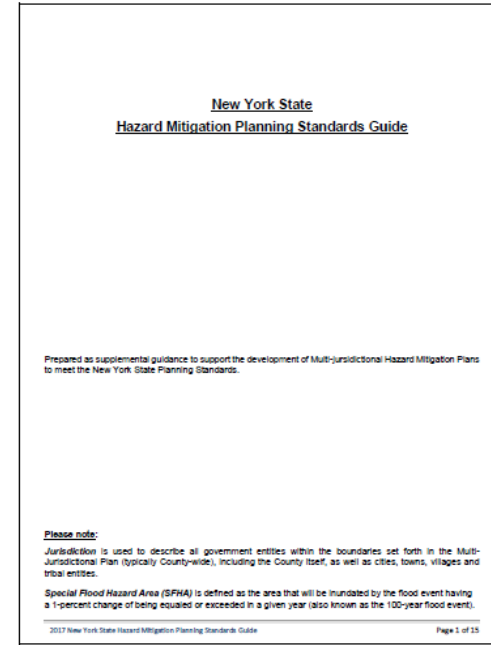 New York State
Hazard Mitigation Planning Standards Guide
Prepared as supplemental guidance to support the development of Multi-jursidictional Hazard Mitigation Plans
to meet the New York State Planning Standards.
Please note:
Jurisdiction is used to describe all government entities within the boundaries set forth in the Multi-
Jurisdictional Plan (typically County-wide), including the County itself, as well as cities, towns, villages and
tribal entities.
Special Flood Hazard Area (SFHA) is defined as the area that will be inundated by the flood event having
a 1-percent change of being equaled or exceeded in a given year (also known as the 100-year flood event).
2017 New York State Hazard Mitigation Planning Standards Guide Page 1 of 15